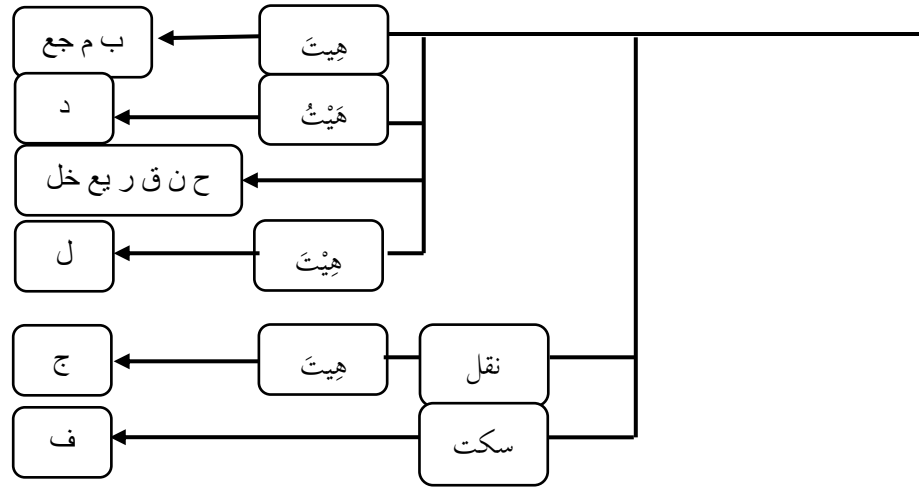 هِيتَ ب م جع
هَيْتُ د
ح ن ق ر يع خل
هِيْتَ ل
نقل هِيتَ ج
سكت ف